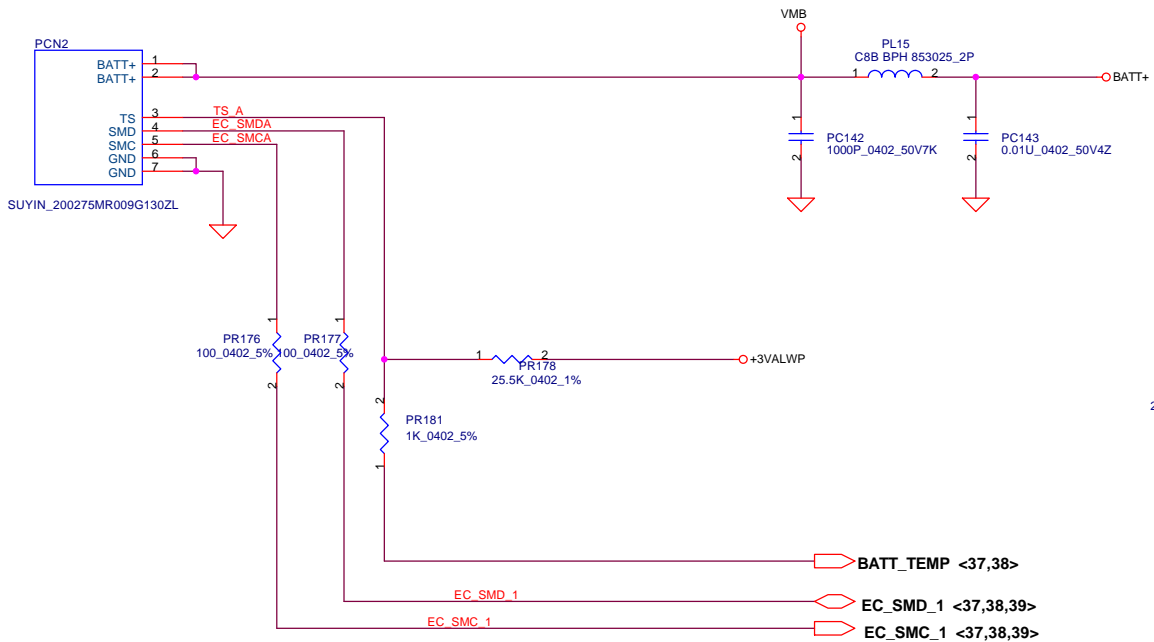 VMB
PCN2
PL15
C8B BPH 853025_2P
BATT+ 1
BATT+ 2
1 2
BATT+
TS 3 TS_A
SMD 4 EC_SMDA
SMC 5 EC_SMCA
GND 6
GND 7
1
PC142
1000P_0402_50V7K
2
1
PC143
0.01U_0402_50V4Z
2
SUYIN_200275MR009G130ZL
1
PR176
100_0402_5%
2
1
PR177
100_0402_5%
2
1 2
PR178
25.5K_0402_1%
+3VALWP
2
PR181
1K_0402_5%
1
2
BATT_TEMP <37,38>
EC_SMD_1
EC_SMD_1 <37,38,39>
EC_SMC_1
EC_SMC_1 <37,38,39>